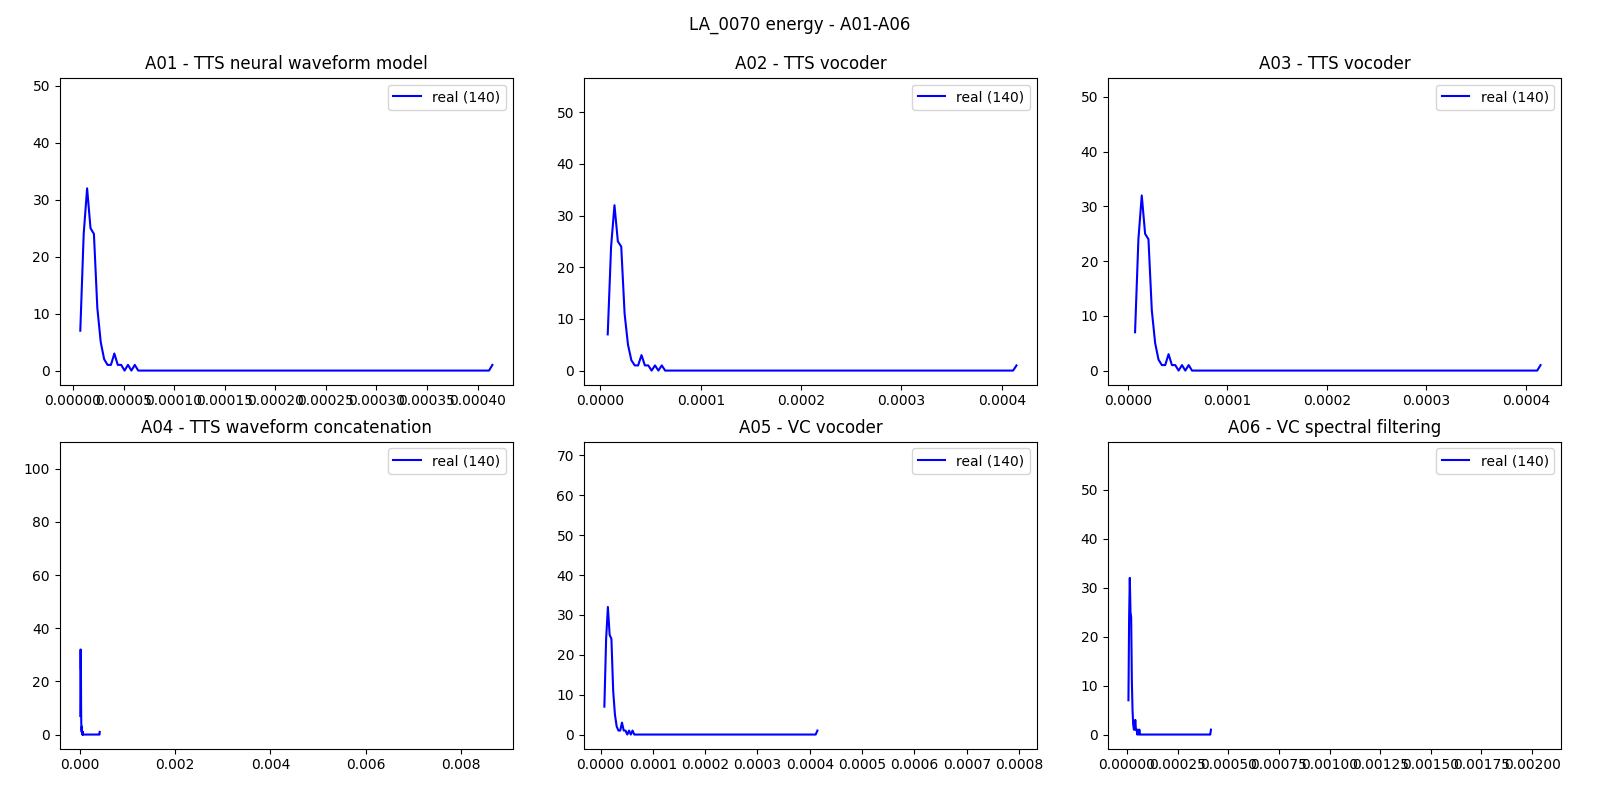 LA_0070 energy - A01-A06
A01 - TTS neural waveform model
real (140)
50
40
30
20
10
0
0.00000 0.00005 0.00010 0.00015 0.00020 0.00025 0.00030 0.00035 0.00040
A02 - TTS vocoder
real (140)
50
40
30
20
10
0
0.0000 0.0001 0.0002 0.0003 0.0004
A03 - TTS vocoder
real (140)
50
40
30
20
10
0
0.0000 0.0001 0.0002 0.0003 0.0004
A04 - TTS waveform concatenation
real (140)
100
80
60
40
20
0
0.000 0.002 0.004 0.006 0.008
A05 - VC vocoder
real (140)
70
60
50
40
30
20
10
0
0.0000 0.0001 0.0002 0.0003 0.0004 0.0005 0.0006 0.0007 0.0008
A06 - VC spectral filtering
real (140)
50
40
30
20
10
0
0.00000 0.00025 0.00050 0.00075 0.00100 0.00125 0.00150 0.00175 0.00200